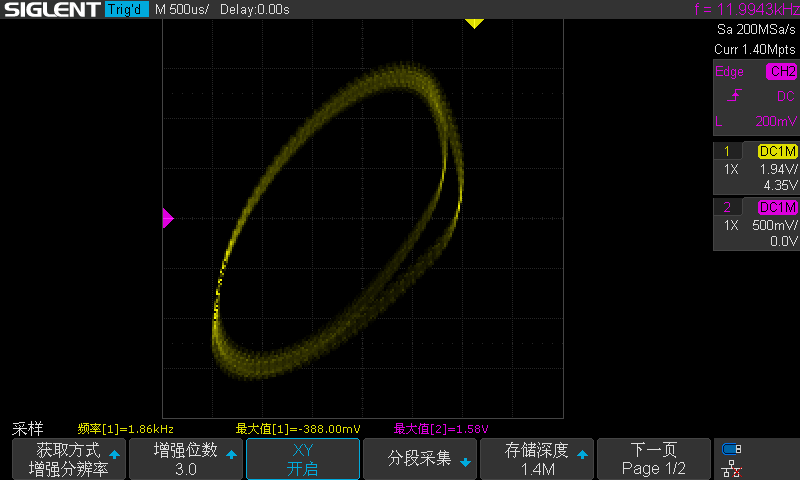 SIGLENT Trig'd M 500us/ Delay:0.00s f = 11.9943kHz
Sa 200MSa/s
Curr 1.40Mpts
Edge CH2
DC
L 200mV
1 DC1M
1X 1.94V/
4.35V
2 DC1M
1X 500mV/
0.0V
采样 频率[1]=1.86kHz 最大值[1]=-388.00mV 最大值[2]=1.58V
获取方式 增强位数 XY 分段采集 存储深度 下一页
增强分辨率 3.0 开启 1.4M Page 1/2